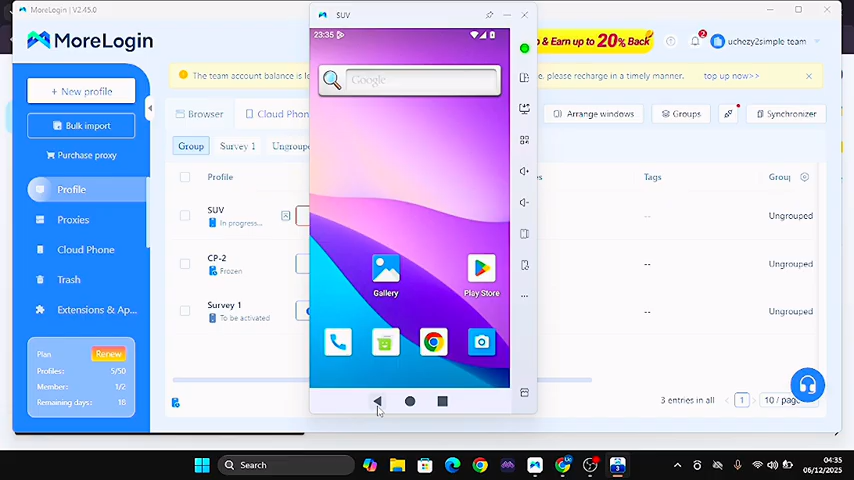 MoreLogin | V2.45.0
MoreLogin
SUV
& Earn up to 20% Back
2
uchezy2simple team
The team account balance is le
please recharge in a timely manner.
top up now>>
+ New profile
Bulk import
Purchase proxy
Profile
Proxies
Cloud Phone
Trash
Extensions & Ap...
Plan
Renew
Profiles:
5/50
Member:
1/2
Remaining days:
18
Browser
Cloud Phon
Arrange windows
Groups
Synchronizer
Group
Survey 1
Ungroupe
Profile
Tags
Group
SUV
In progress...
--
Ungrouped
CP-2
Frozen
--
Ungrouped
Survey 1
To be activated
--
Ungrouped
3 entries in all
1
10 / page
23:35
Google
Gallery
Play Store
Search
04:35
06/12/2025